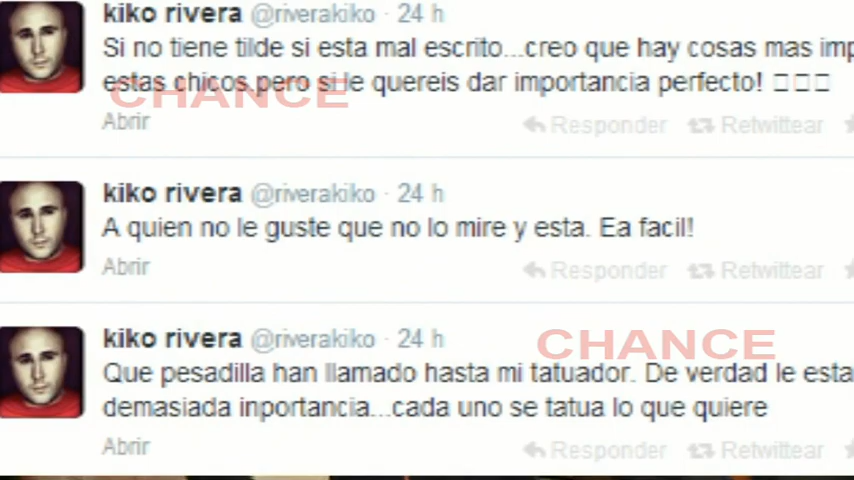 kiko rivera @riverakiko · 24 h
Si no tiene tilde si esta mal escrito...creo que hay cosas mas
estas chicos pero si le quereis dar importancia perfecto!
CHANCE
Abrir
Responder Retwittear
kiko rivera @riverakiko · 24 h
A quien no le guste que no lo mire y esta. Ea facil!
Abrir
Responder Retwittear
kiko rivera @riverakiko · 24 h
CHANCE
Que pesadilla han llamado hasta mi tatuador. De verdad le esta
demasiada inportancia...cada uno se tatua lo que quiere
Abrir
Responder Retwittear